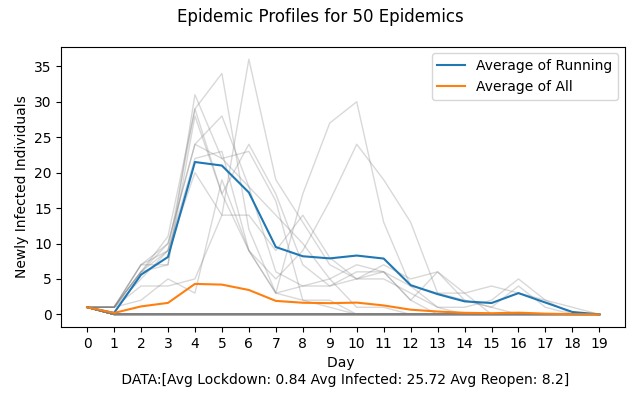 Epidemic Profiles for 50 Epidemics
Newly Infected Individuals
35
30
25
20
15
10
5
0
Average of Running
Average of All
0 1 2 3 4 5 6 7 8 9 10 11 12 13 14 15 16 17 18 19
Day
DATA:[Avg Lockdown: 0.84 Avg Infected: 25.72 Avg Reopen: 8.2]